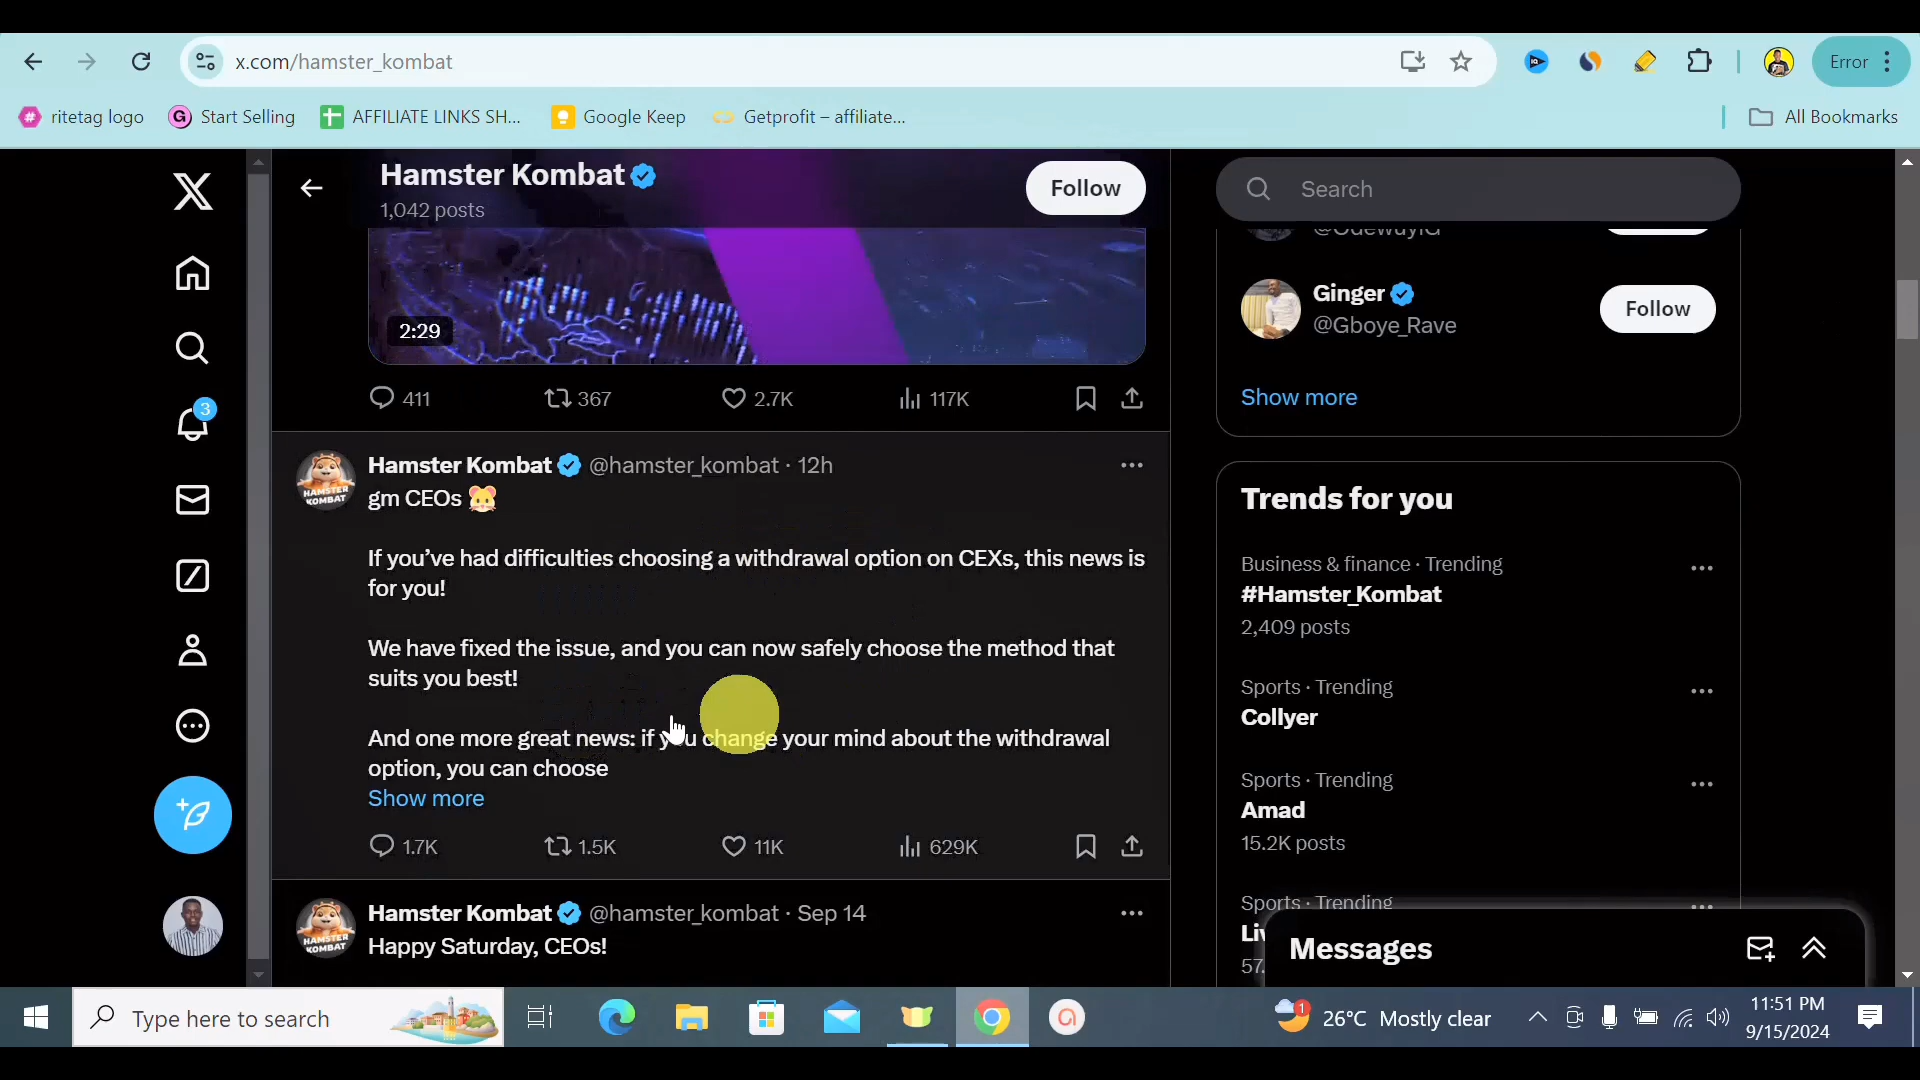 x.com/hamster_kombat
Error
ritetag logo
Start Selling
AFFILIATE LINKS SH...
Google Keep
Getprofit – affiliate...
All Bookmarks
Hamster Kombat
1,042 posts
Follow
Search
2:29
411
367
2.7K
117K
Hamster Kombat @hamster_kombat · 12h
gm CEOs
If you’ve had difficulties choosing a withdrawal option on CEXs, this news is
for you!
We have fixed the issue, and you can now safely choose the method that
suits you best!
And one more great news: if you change your mind about the withdrawal
option, you can choose
Show more
1.7K
1.5K
11K
629K
Hamster Kombat @hamster_kombat · Sep 14
Happy Saturday, CEOs!
3
HAMSTER
KOMBAT
HAMSTER
KOMBAT
Ginger
@Gboye_Rave
Follow
Show more
Trends for you
Business & finance · Trending
#Hamster_Kombat
2,409 posts
Sports · Trending
Collyer
Sports · Trending
Amad
15.2K posts
Sports · Trending
Messages
Type here to search
1
26°C Mostly clear
11:51 PM
9/15/2024